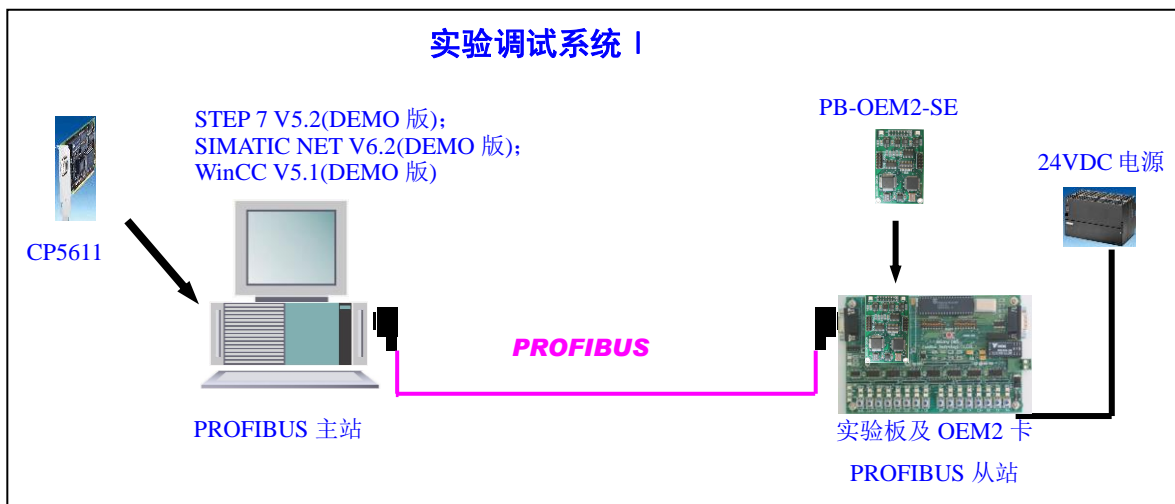 实验调试系统 I
PB-OEM2-SE
STEP 7 V5.2(DEMO 版);
SIMATIC NET V6.2(DEMO 版);
WinCC V5.1(DEMO 版)
24VDC 电源
CP5611
PROFIBUS
PROFIBUS 主站
实验板及 OEM2 卡
PROFIBUS 从站